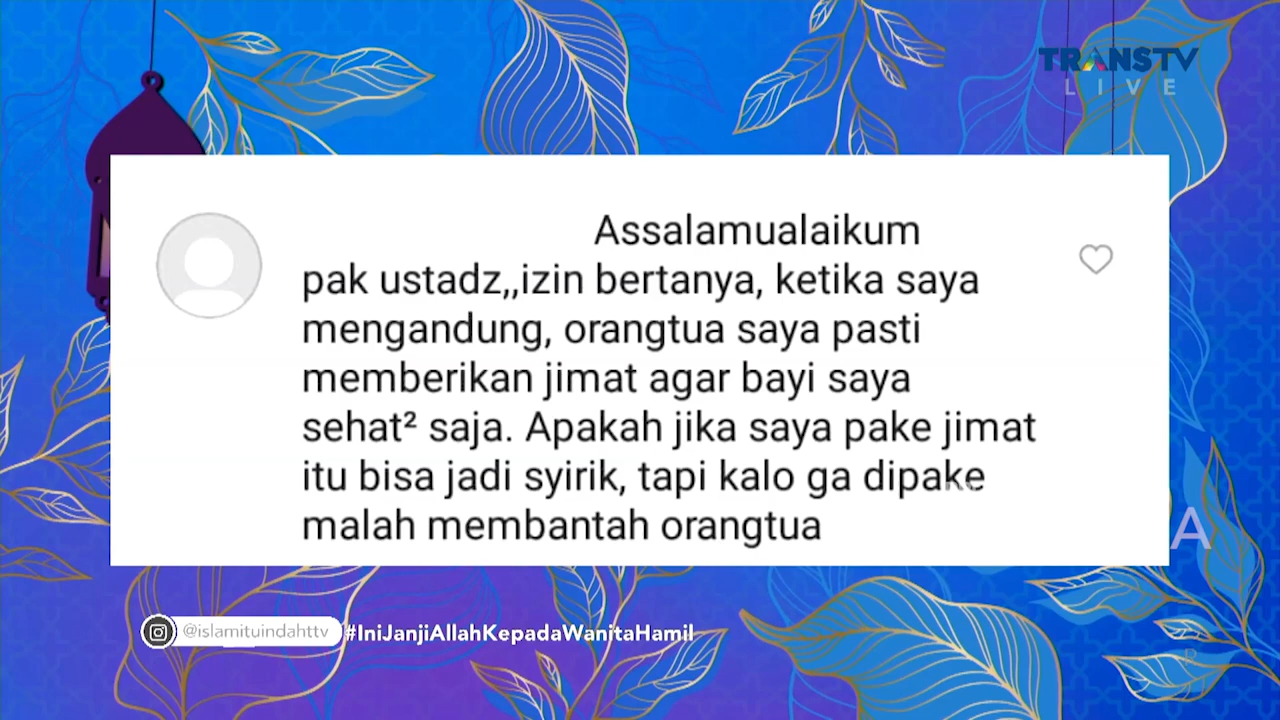 TRANSTV
LIVE
Assalamualaikum
pak ustadz,,izin bertanya, ketika saya
mengandung, orangtua saya pasti
memberikan jimat agar bayi saya
sehat² saja. Apakah jika saya pake jimat
itu bisa jadi syirik, tapi kalo ga dipake
malah membantah orangtua
A
@islamituindahttv #IniJanjiAllahKepadaWanitaHamil